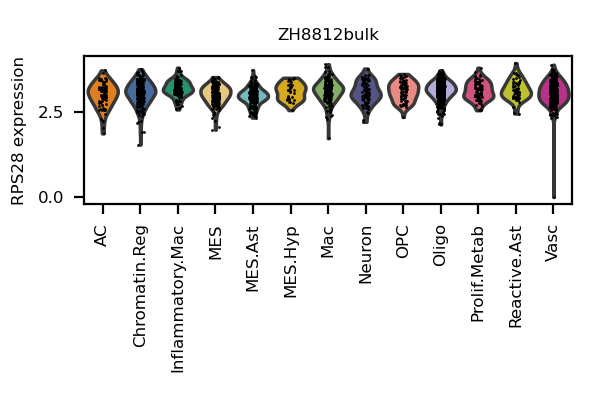 ZH8812bulk
RPS28 expression
2.5
0.0
AC
Chromatin.Reg
Inflammatory.Mac
MES
MES.Ast
MES.Hyp
Mac
Neuron
OPC
Oligo
Prolif.Metab
Reactive.Ast
Vasc